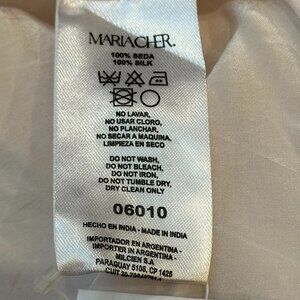 MARIACHER.
100% SEDA
100% SILK
NO LAVAR,
NO USAR CLORO,
NO PLANCHAR,
NO SECAR A MAQUINA.
LIMPIEZA EN SECO
DO NOT WASH,
DO NOT BLEACH,
DO NOT IRON,
DO NOT TUMBLE DRY,
DRY CLEAN ONLY
06010
HECHO EN INDIA - MADE IN INDIA
IMPORTADOR EN ARGENTINA -
IMPORTER IN ARGENTINA -
MILCIEN S.A
PARAGUAY 5108, CP 1425
CUIT